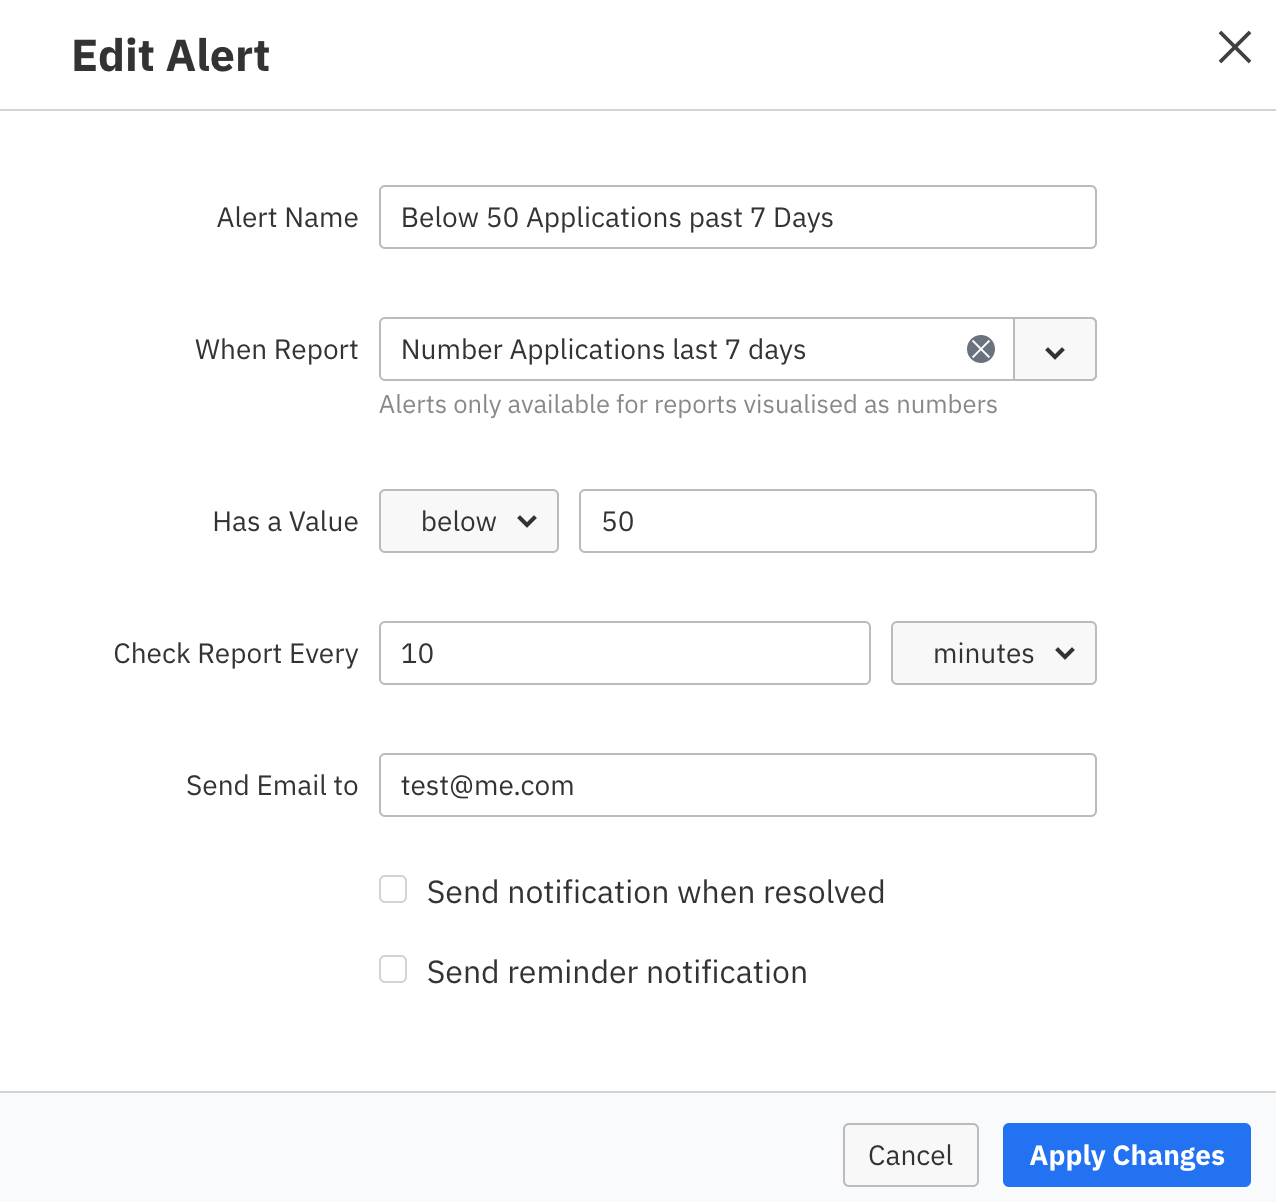 Edit Alert
Alert Name Below 50 Applications past 7 Days
When Report Number Applications last 7 days
Alerts only available for reports visualised as numbers
Has a Value below 50
Check Report Every 10 minutes
Send Email to test@me.com
Send notification when resolved
Send reminder notification
Cancel Apply Changes